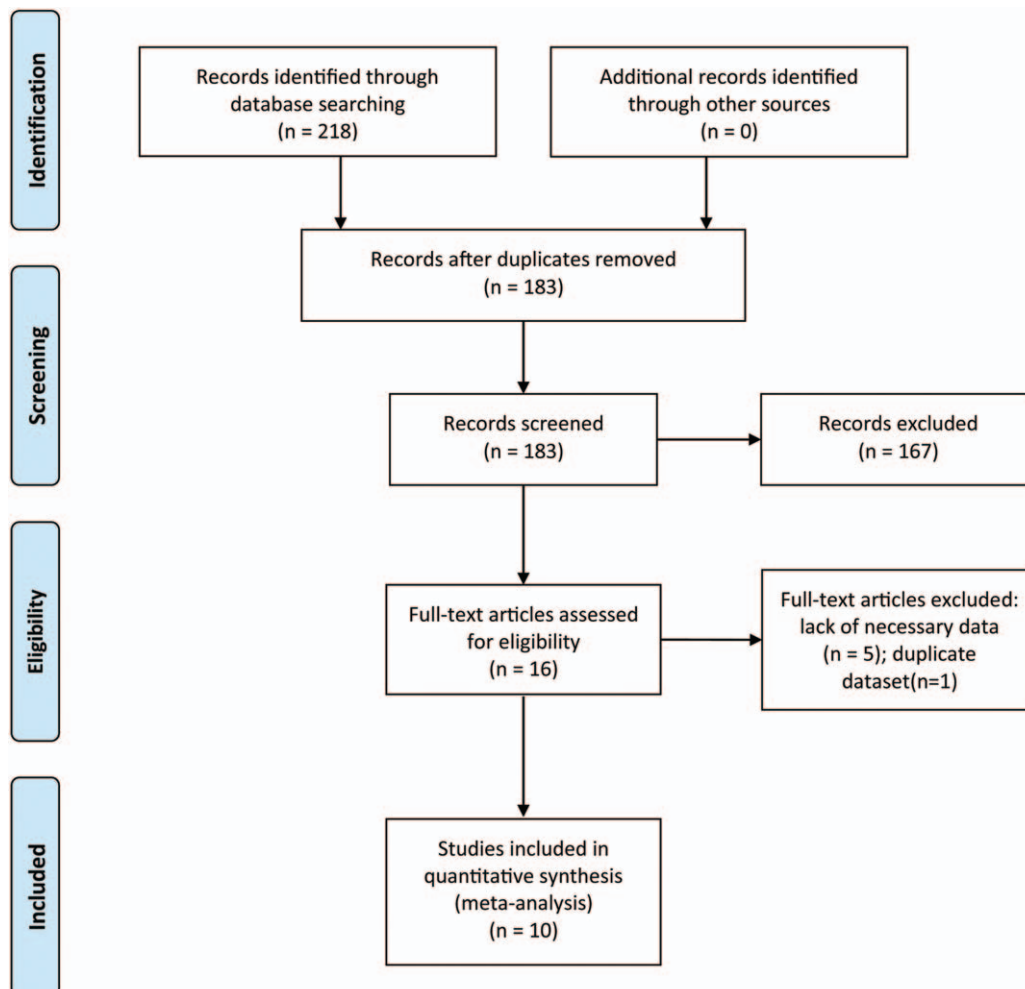 Identification
Records identified through
database searching
(n = 218)
Additional records identified
through other sources
(n = 0)
Records after duplicates removed
(n = 183)
Screening
Records screened
(n = 183)
Records excluded
(n = 167)
Eligibility
Full-text articles assessed
for eligibility
(n = 16)
Full-text articles excluded:
lack of necessary data
(n = 5); duplicate
dataset(n=1)
Included
Studies included in
quantitative synthesis
(meta-analysis)
(n = 10)